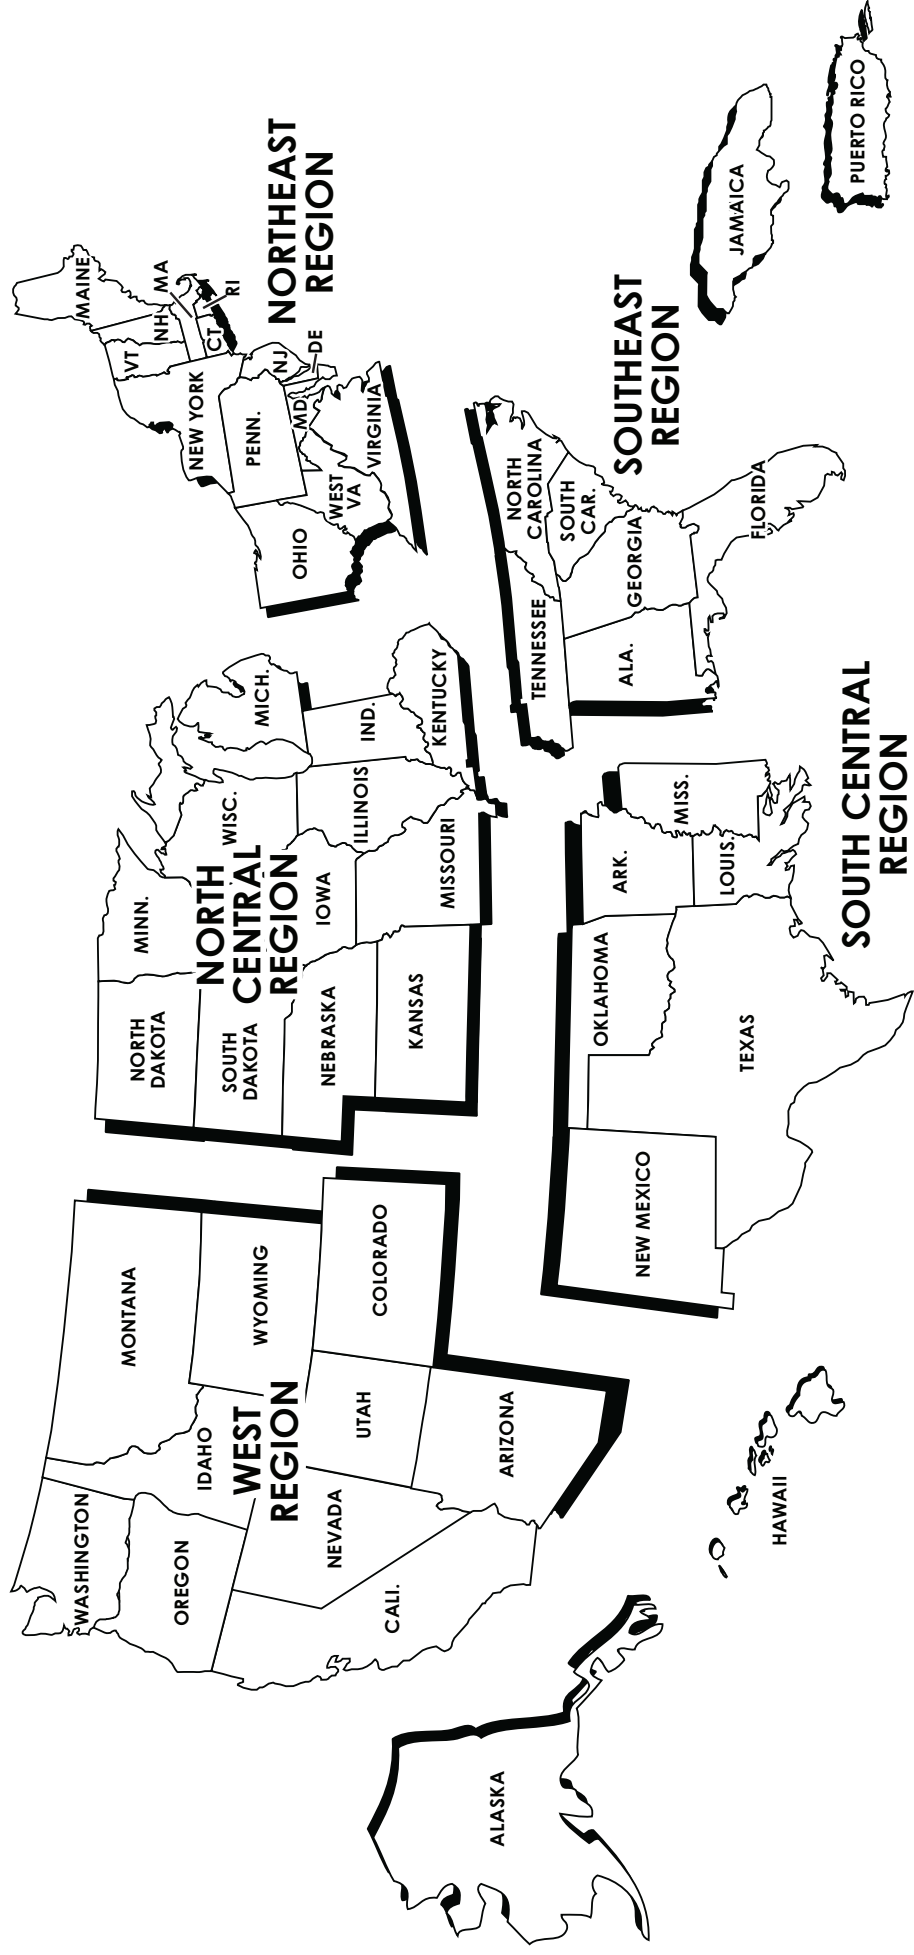 WASHINGTON
OREGON
CALI.
NEVADA
IDAHO
MONTANA
WYOMING
UTAH
COLORADO
ARIZONA
WEST
REGION
ALASKA
HAWAII
NORTH
DAKOTA
SOUTH
DAKOTA
NEBRASKA
KANSAS
MINN.
IOWA
MISSOURI
WISC.
ILLINOIS
MICH.
IND.
KENTUCKY
NORTH
CENTRAL
REGION
OHIO
WEST
VA
VIRGINIA
PENN.
MD
DE
NJ
NEW YORK
CT
RI
MA
VT
NH
MAINE
NORTHEAST
REGION
NEW MEXICO
TEXAS
OKLAHOMA
ARK.
LOUIS.
MISS.
SOUTH CENTRAL
REGION
TENNESSEE
NORTH
CAROLINA
SOUTH
CAR.
GEORGIA
ALA.
FLORIDA
SOUTHEAST
REGION
JAMAICA
PUERTO RICO